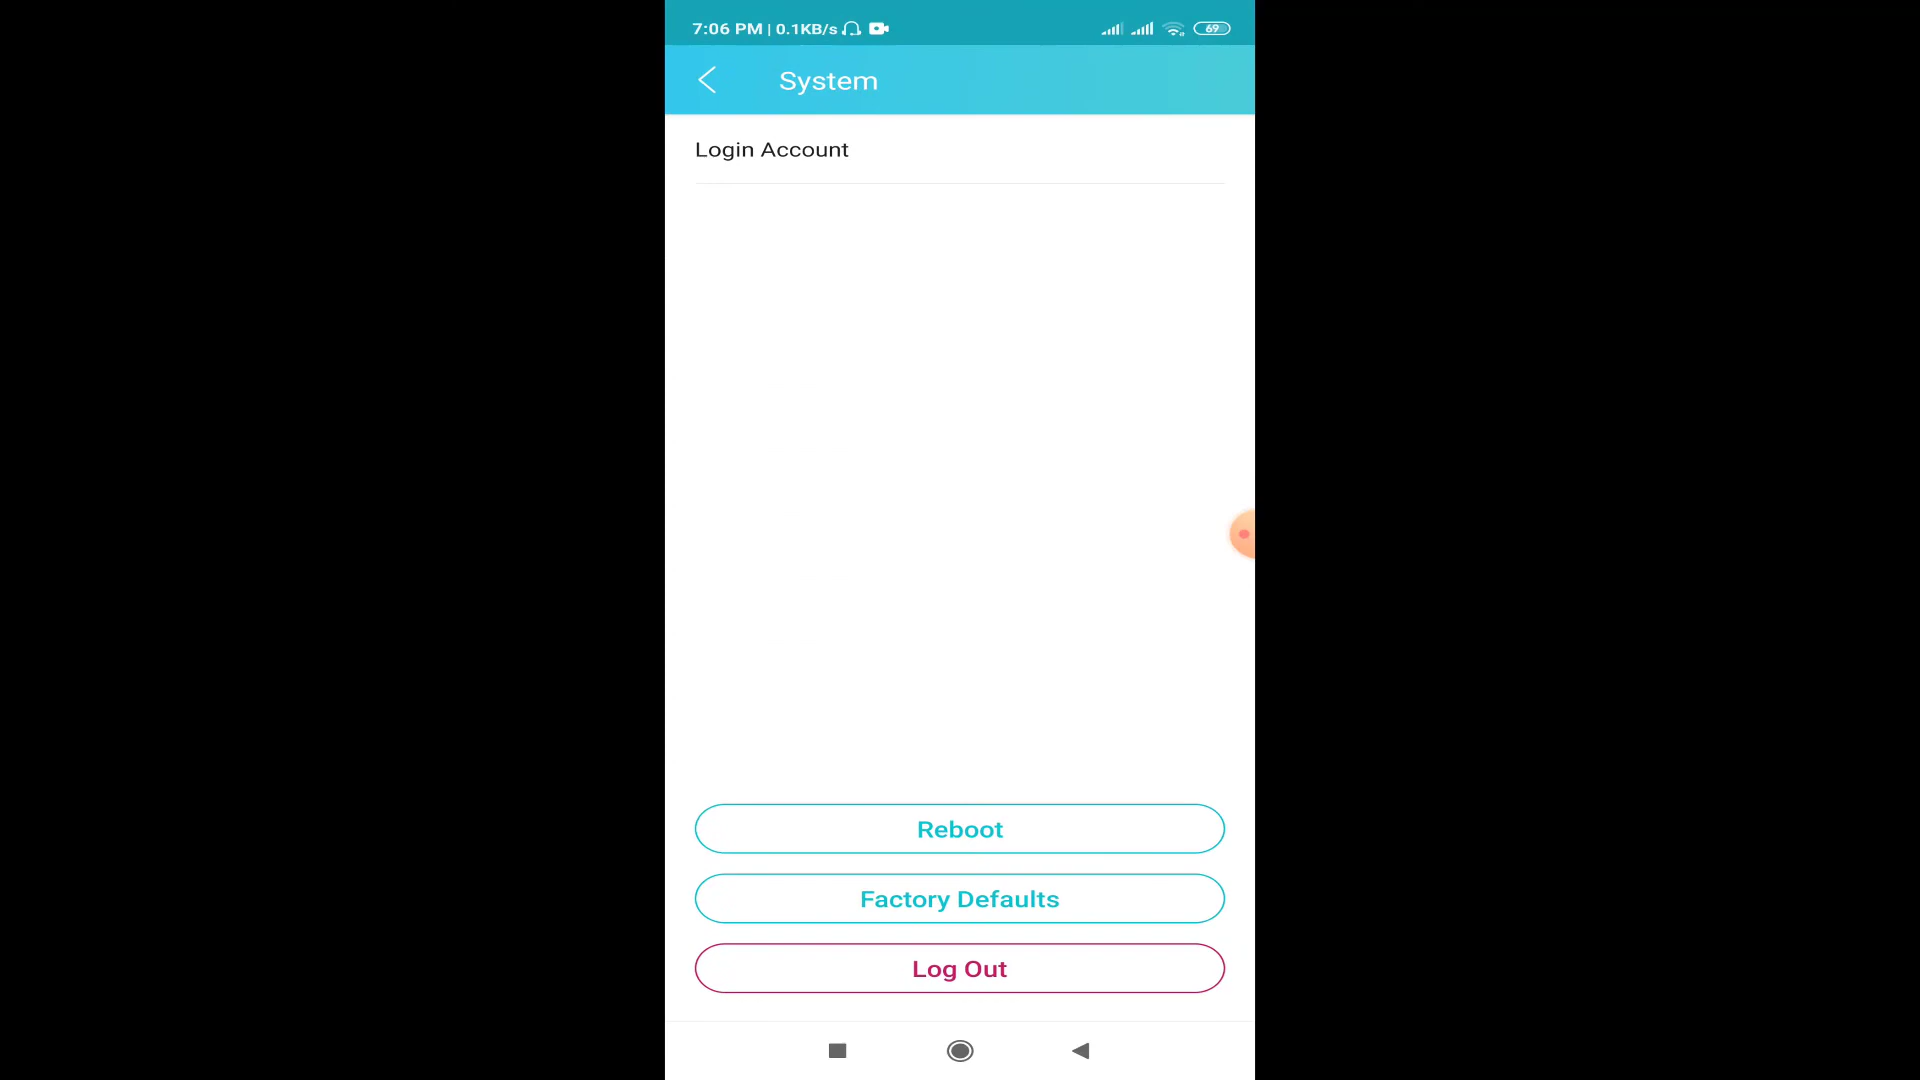 7:06 PM | 0.1KB/s 69
System
Login Account
Reboot
Factory Defaults
Log Out